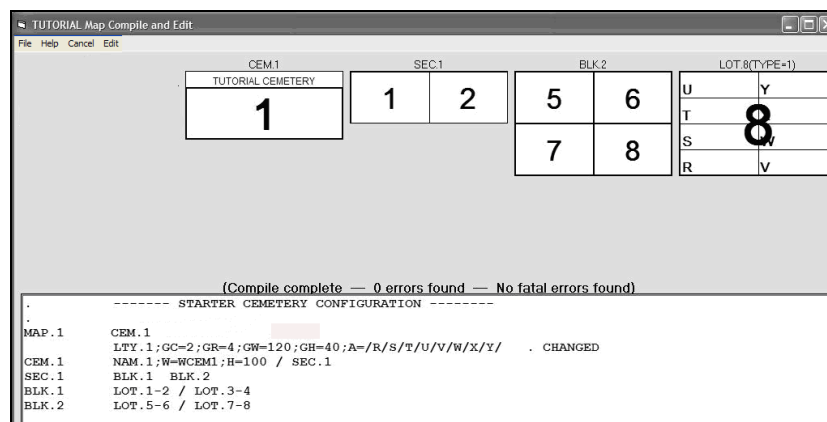 TUTORIAL Map Compile and Edit
File Help Cancel Edit
CEM.1 SEC.1 BLK.2 LOT.8(TYPE=1)
TUTORIAL CEMETERY
1
1 2
5 6
7 8
U Y
T
8
S W
R V
(Compile complete — 0 errors found — No fatal errors found)
. ------- STARTER CEMETERY CONFIGURATION --------
.
MAP.1 CEM.1
LTY.1;GC=2;GR=4;GW=120;GH=40;A=/R/S/T/U/V/W/X/Y/ . CHANGED
CEM.1 NAM.1;W=WCEM1;H=100 / SEC.1
SEC.1 BLK.1 BLK.2
BLK.1 LOT.1-2 / LOT.3-4
BLK.2 LOT.5-6 / LOT.7-8